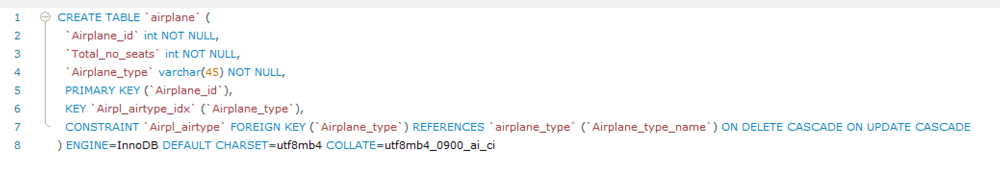 1 CREATE TABLE `airplane` (
2 `Airplane_id` int NOT NULL,
3 `Total_no_seats` int NOT NULL,
4 `Airplane_type` varchar(45) NOT NULL,
5 PRIMARY KEY (`Airplane_id`),
6 KEY `Airpl_airtype_idx` (`Airplane_type`),
7 CONSTRAINT `Airpl_airtype` FOREIGN KEY (`Airplane_type`) REFERENCES `airplane_type` (`Airplane_type_name`) ON DELETE CASCADE ON UPDATE CASCADE
8 ) ENGINE=InnoDB DEFAULT CHARSET=utf8mb4 COLLATE=utf8mb4_0900_ai_ci